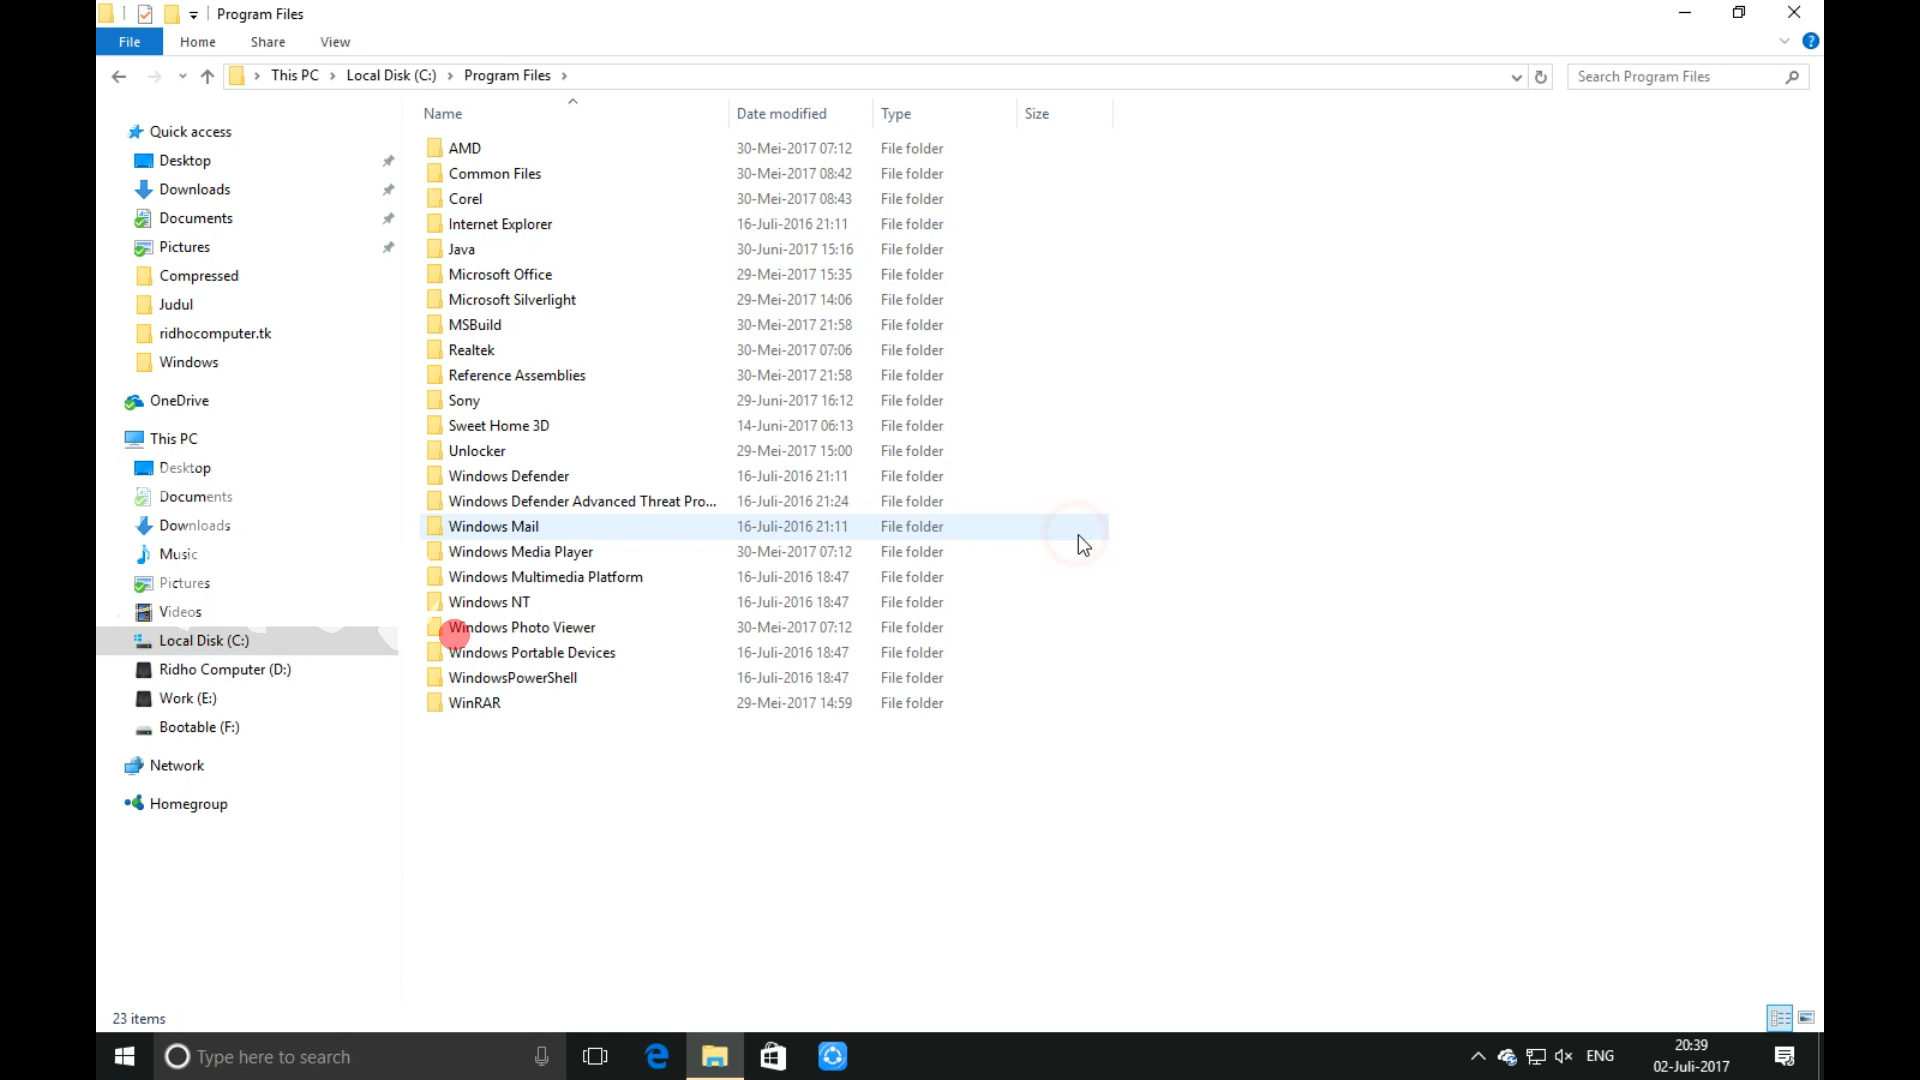 Program Files
File Home Share View
This PC Local Disk (C:) Program Files Search Program Files
Name Date modified Type Size
Quick access
Desktop
Downloads
Documents
Pictures
Compressed
Judul
ridhocomputer.tk
Windows
OneDrive
This PC
Desktop
Documents
Downloads
Music
Pictures
Videos
Local Disk (C:)
Ridho Computer (D:)
Work (E:)
Bootable (F:)
Network
Homegroup
AMD 30-Mei-2017 07:12 File folder
Common Files 30-Mei-2017 08:42 File folder
Corel 30-Mei-2017 08:43 File folder
Internet Explorer 16-Juli-2016 21:11 File folder
Java 30-Juni-2017 15:16 File folder
Microsoft Office 29-Mei-2017 15:35 File folder
Microsoft Silverlight 29-Mei-2017 14:06 File folder
MSBuild 30-Mei-2017 21:58 File folder
Realtek 30-Mei-2017 07:06 File folder
Reference Assemblies 30-Mei-2017 21:58 File folder
Sony 29-Juni-2017 16:12 File folder
Sweet Home 3D 14-Juni-2017 06:13 File folder
Unlocker 29-Mei-2017 15:00 File folder
Windows Defender 16-Juli-2016 21:11 File folder
Windows Defender Advanced Threat Pro... 16-Juli-2016 21:24 File folder
Windows Mail 16-Juli-2016 21:11 File folder
Windows Media Player 30-Mei-2017 07:12 File folder
Windows Multimedia Platform 16-Juli-2016 18:47 File folder
Windows NT 16-Juli-2016 18:47 File folder
Windows Photo Viewer 30-Mei-2017 07:12 File folder
Windows Portable Devices 16-Juli-2016 18:47 File folder
WindowsPowerShell 16-Juli-2016 18:47 File folder
WinRAR 29-Mei-2017 14:59 File folder
23 items
Type here to search
ENG
20:39
02-Juli-2017